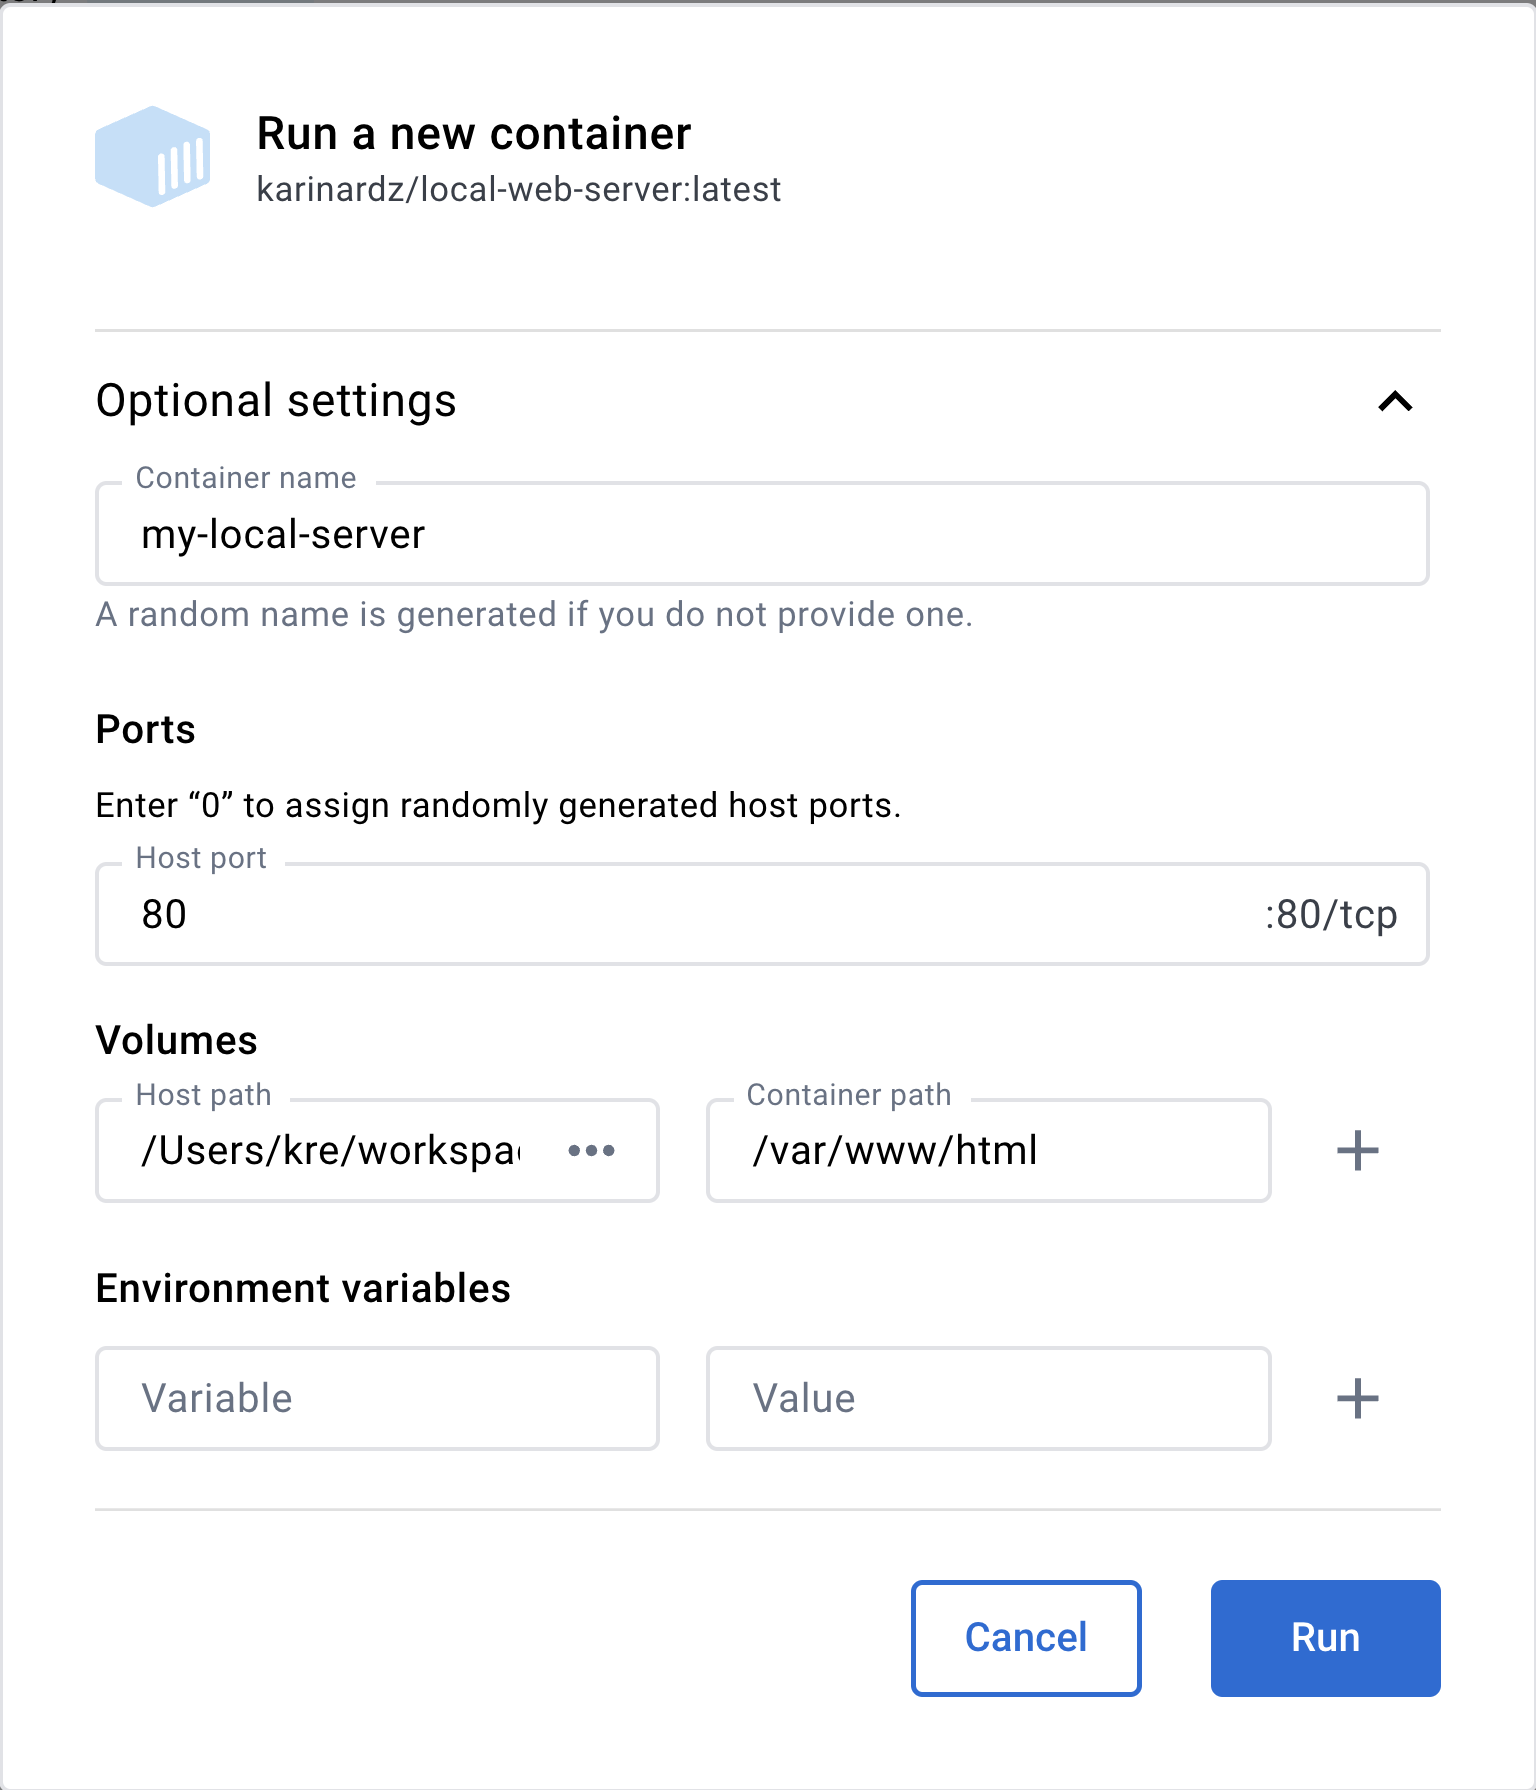 Run a new container
karinardz/local-web-server:latest
Optional settings
Container name
my-local-server
A random name is generated if you do not provide one.
Ports
Enter “0” to assign randomly generated host ports.
Host port
80 :80/tcp
Volumes
Host path Container path
/Users/kre/workspa ••• /var/www/html +
Environment variables
Variable Value +
Cancel Run